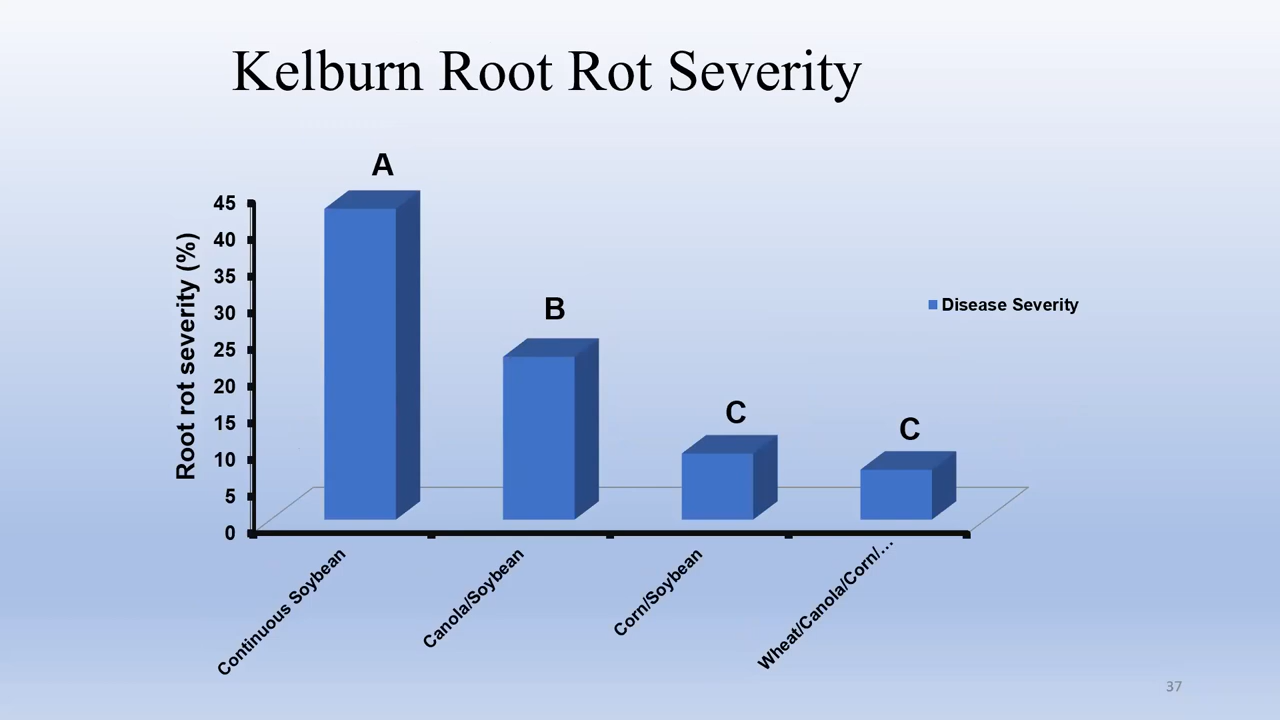 Kelburn Root Rot Severity
A
45
40
35
30
25
20
15
10
5
0
Root rot severity (%)
B
C
C
Disease Severity
Continuous Soybean
Canola/Soybean
Corn/Soybean
Wheat/Canola/Corn/...
37